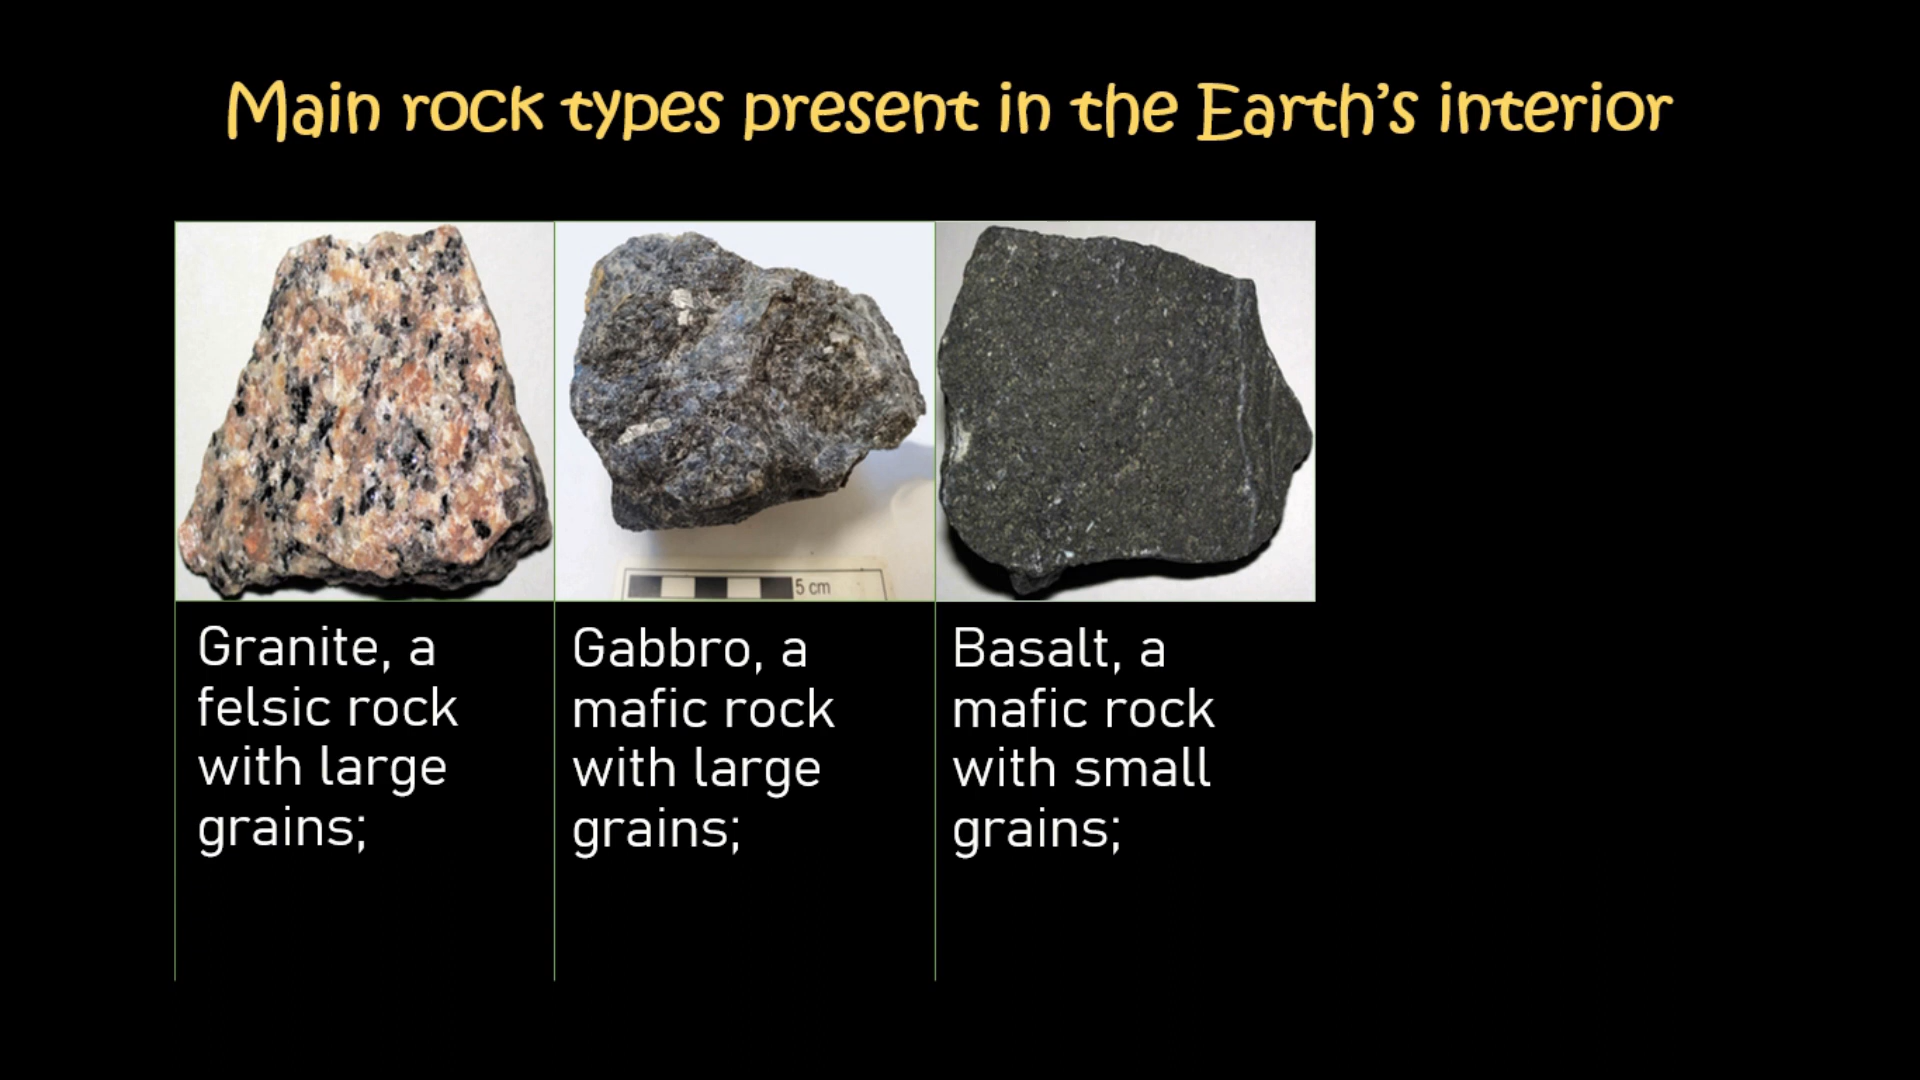 Main rock types present in the Earth’s interior
5 cm
Granite, a
felsic rock
with large
grains;
Gabbro, a
mafic rock
with large
grains;
Basalt, a
mafic rock
with small
grains;